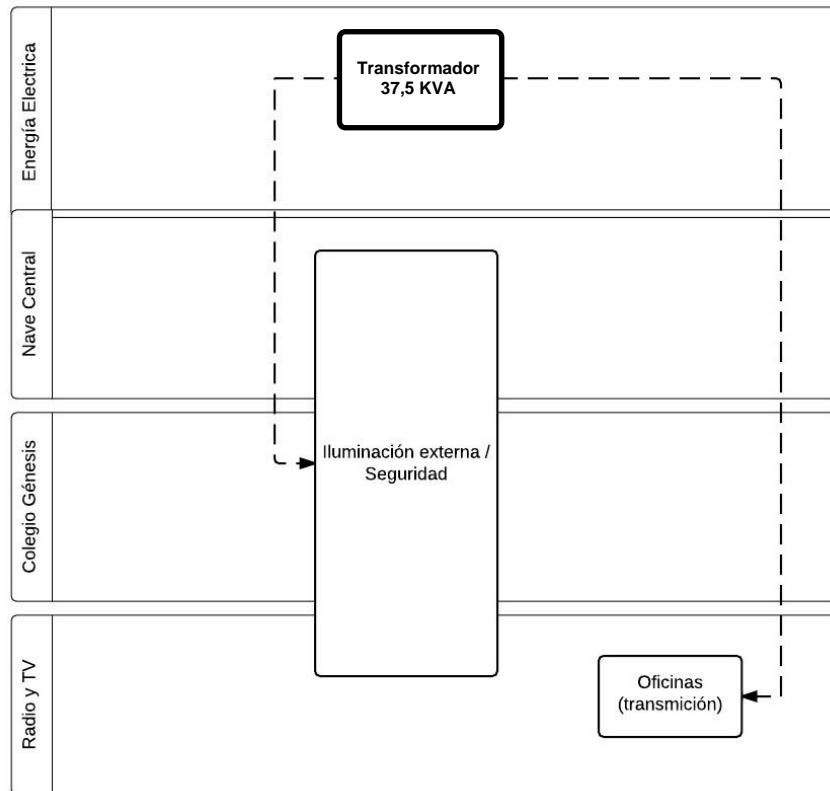 Energía Electrica
Transformador
37,5 KVA
Nave Central
Colegio Génesis
Iluminación externa /
Seguridad
Radio y TV
Oficinas
(transmición)